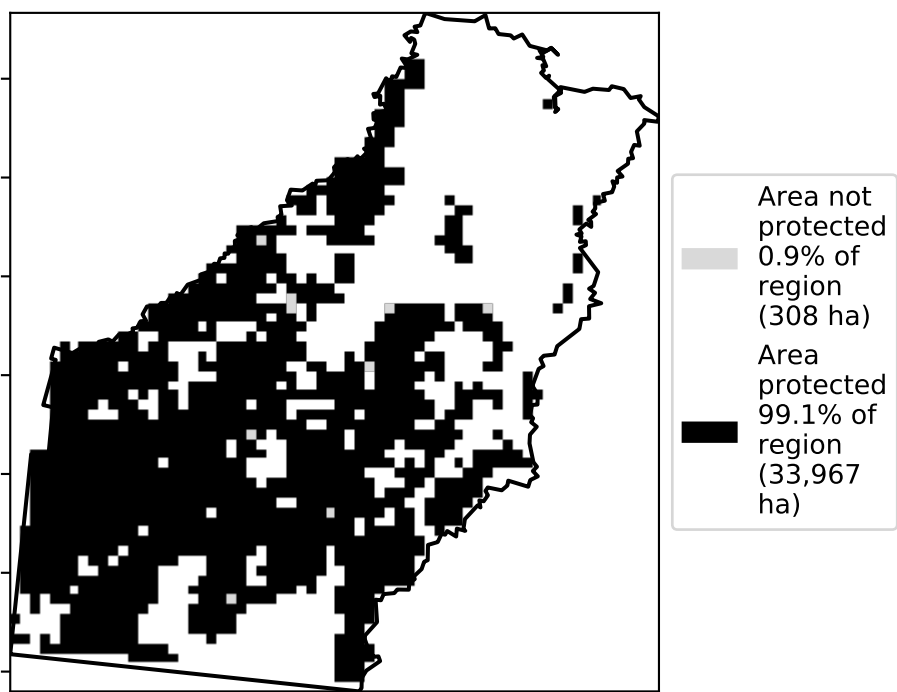 Area not
protected
0.9% of
region
(308 ha)
Area
protected
99.1% of
region
(33,967
ha)